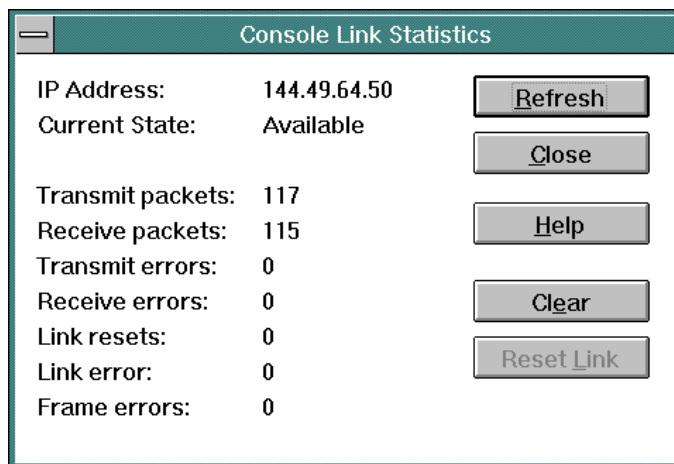 Console Link Statistics
IP Address: 144.49.64.50
Current State: Available
Transmit packets: 117
Receive packets: 115
Transmit errors: 0
Receive errors: 0
Link resets: 0
Link error: 0
Frame errors: 0
Refresh
Close
Help
Clear
Reset Link